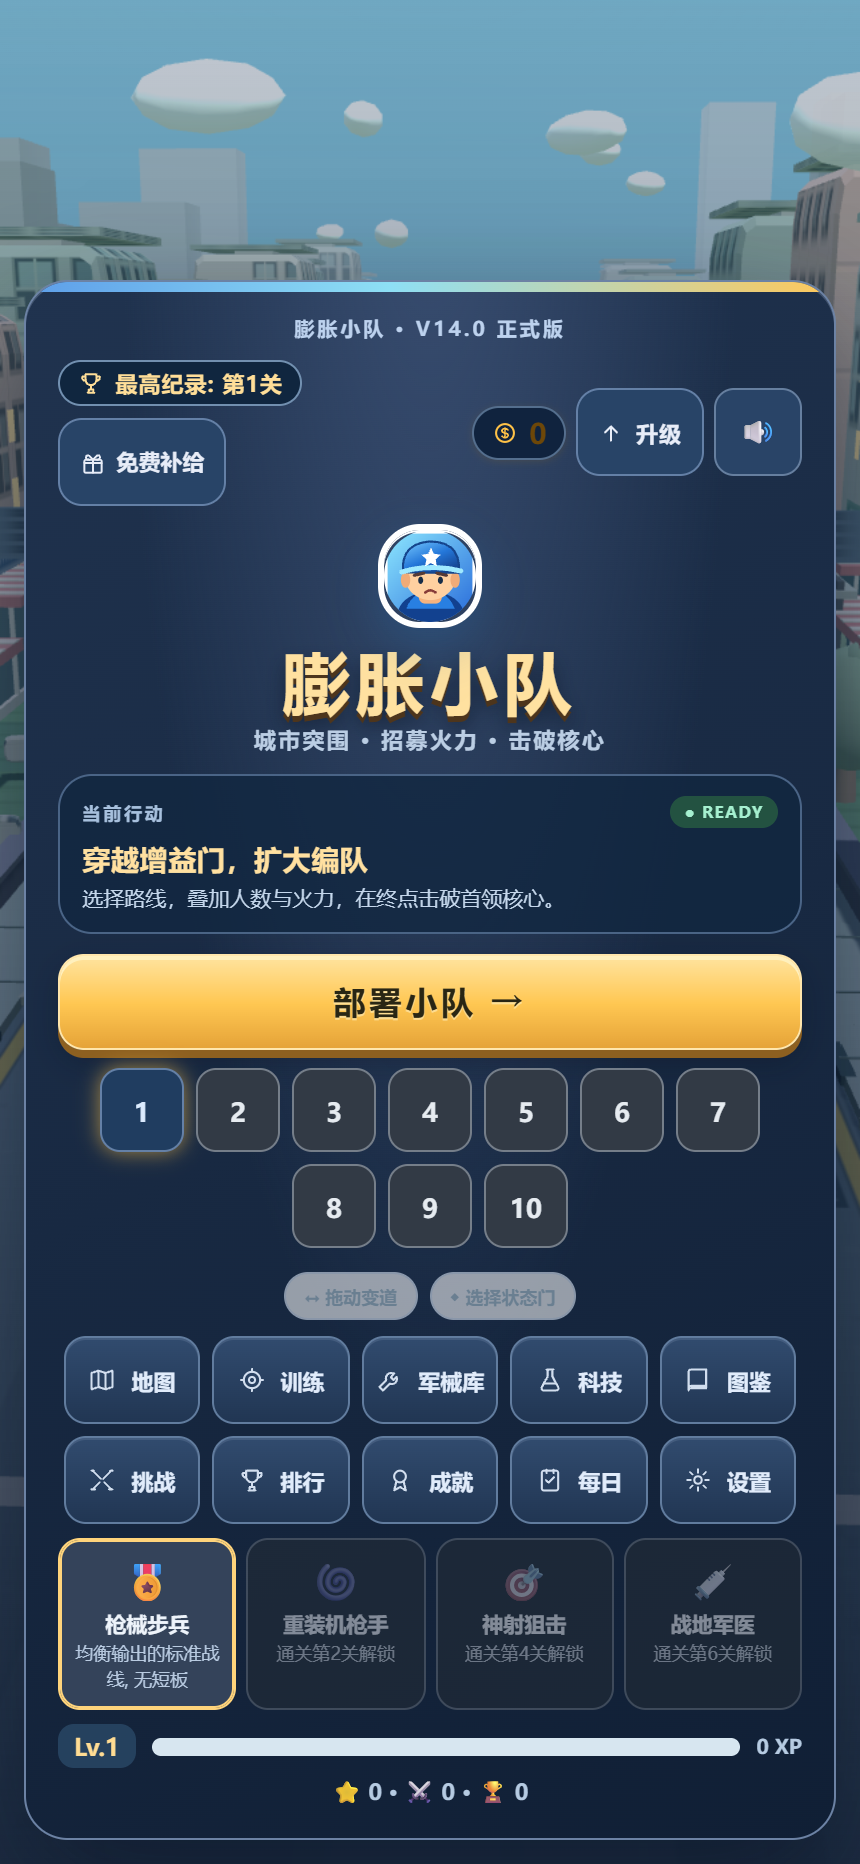 膨胀小队 • V14.0 正式版
最高纪录: 第1关
免费补给
0
升级
膨胀小队
城市突围 • 招募火力 • 击破核心
当前行动
● READY
穿越增益门，扩大编队
选择路线，叠加人数与火力，在终点击破首领核心。
部署小队 →
1 2 3 4 5 6 7
8 9 10
↔ 拖动变道
选择状态门
地图 训练 军械库 科技 图鉴
挑战 排行 成就 每日 设置
枪械步兵
均衡输出的标准战
线, 无短板
重装机枪手
通关第2关解锁
神射狙击
通关第4关解锁
战地军医
通关第6关解锁
Lv.1
0 XP
0 • 0 • 0